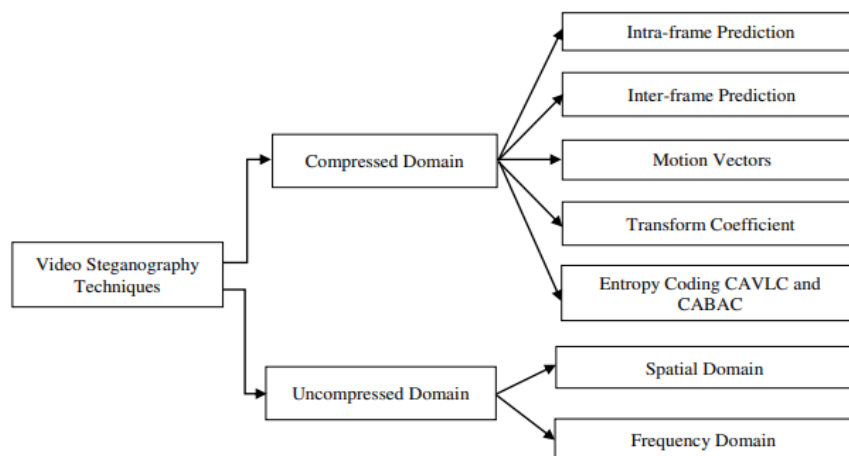 Intra-frame Prediction
Inter-frame Prediction
Compressed Domain
Motion Vectors
Transform Coefficient
Video Steganography
Techniques
Entropy Coding CAVLC and
CABAC
Spatial Domain
Uncompressed Domain
Frequency Domain